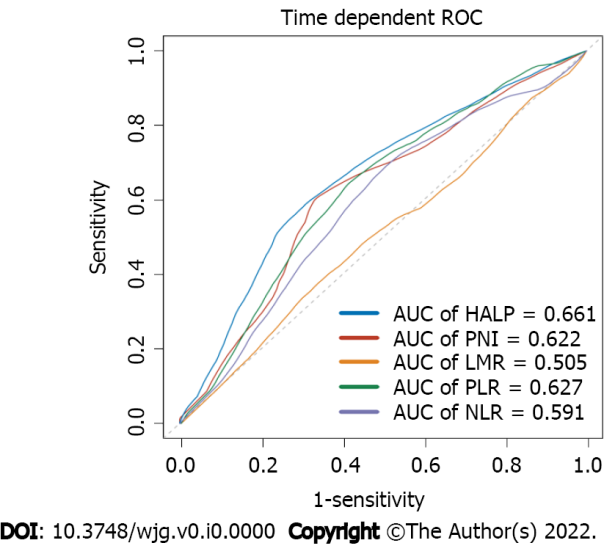 Time dependent ROC
1.0
0.8
0.6
0.4
0.2
0.0
Sensitivity
AUC of HALP = 0.661
AUC of PNI = 0.622
AUC of LMR = 0.505
AUC of PLR = 0.627
AUC of NLR = 0.591
0.0 0.2 0.4 0.6 0.8 1.0
1-sensitivity
DOI: 10.3748/wjg.v0.i0.0000 Copyright ©The Author(s) 2022.